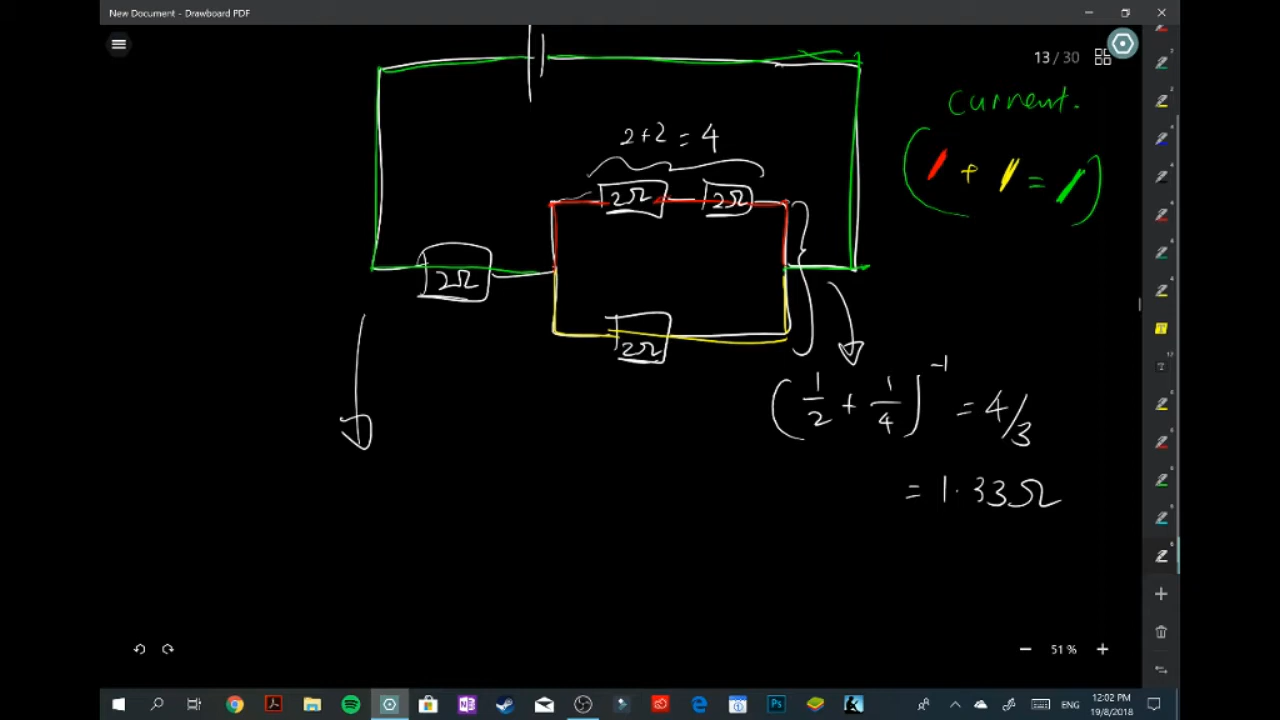 New Document - Drawboard PDF
13 / 30
current.
2+2 = 4
( / + / = / )
2Ω
2Ω
2Ω
2Ω
(1/2 + 1/4)^-1 = 4/3
= 1.33Ω
51 %
12:02 PM
ENG
19/8/2018